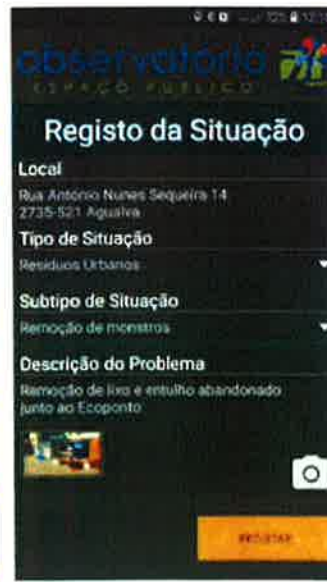 observatório
ESPAÇO PÚBLICO
Registo da Situação
Local
Rua António Nunes Sequeira 14
2735-521 Agualva
Tipo de Situação
Resíduos Urbanos
Subtipo de Situação
Remoção de monstros
Descrição do Problema
Remoção de lixo e entulho abandonado
junto ao Ecoponto
REGISTAR